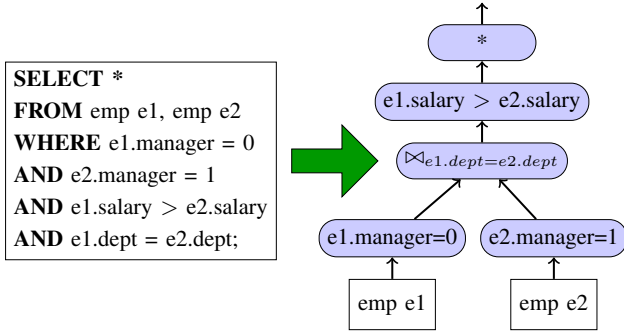 SELECT *
FROM emp e1, emp e2
WHERE e1.manager = 0
AND e2.manager = 1
AND e1.salary > e2.salary
AND e1.dept = e2.dept;
*
e1.salary > e2.salary
⋈e1.dept=e2.dept
e1.manager=0
e2.manager=1
emp e1
emp e2